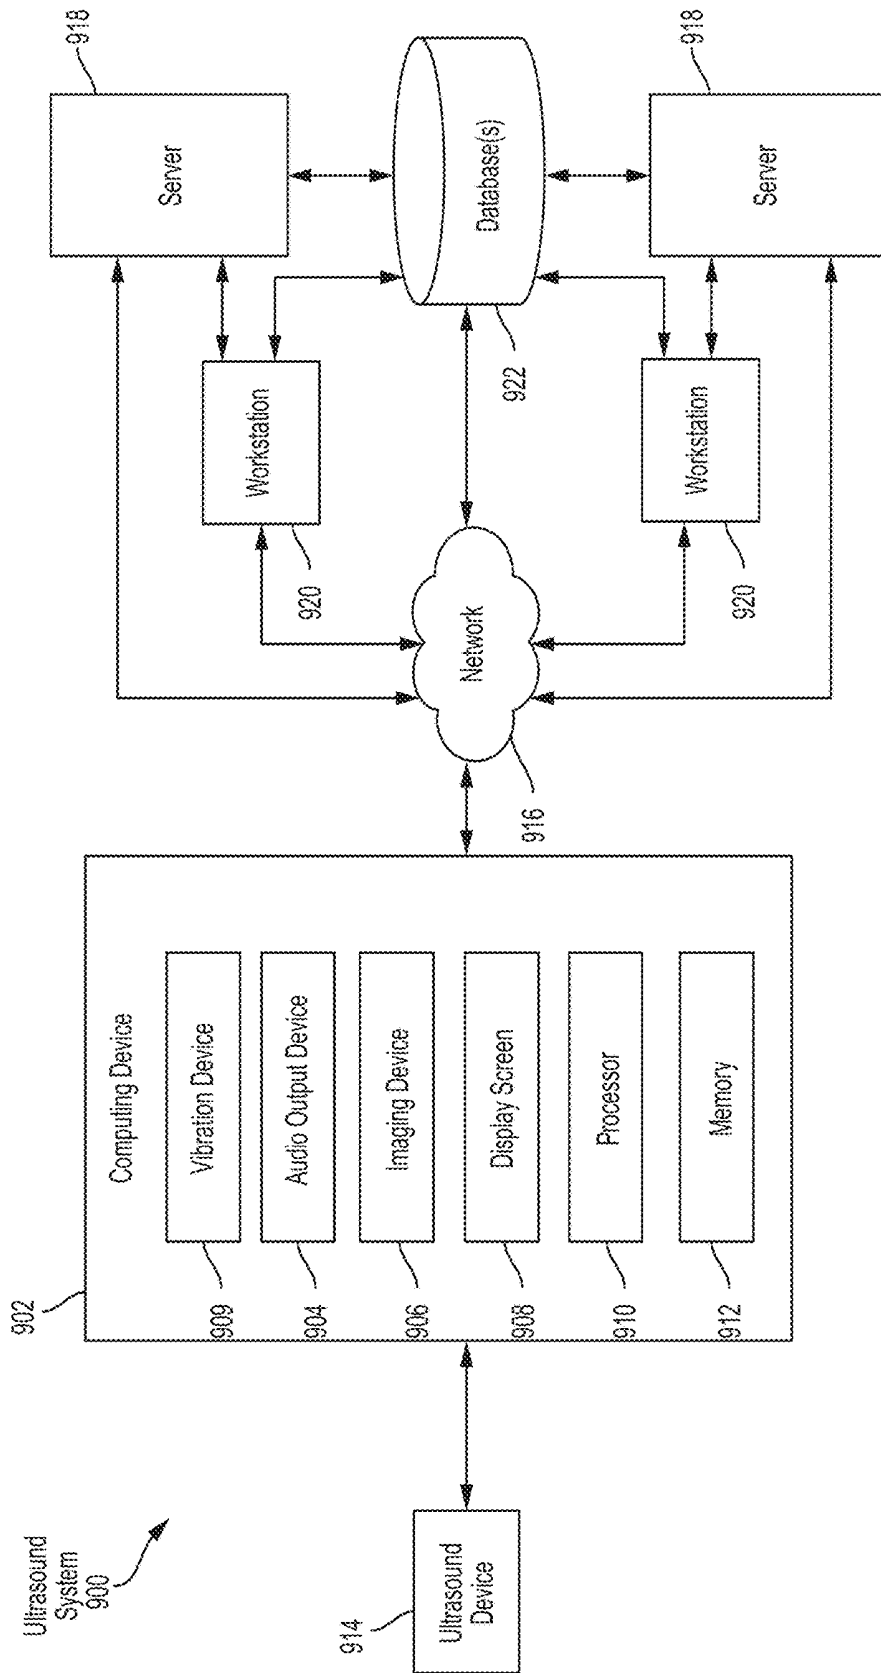 Ultrasound
System
900
914
Ultrasound
Device
902
Computing Device
909
Vibration Device
904
Audio Output Device
906
Imaging Device
908
Display Screen
910
Processor
912
Memory
916
Network
920
Workstation
920
Workstation
922
Database(s)
918
Server
918
Server